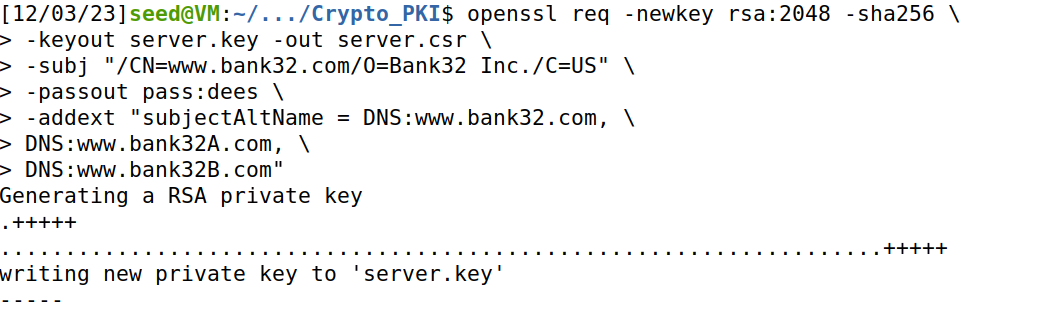 [12/03/23]seed@VM:~/.../Crypto_PKI$ openssl req -newkey rsa:2048 -sha256 \
> -keyout server.key -out server.csr \
> -subj "/CN=www.bank32.com/O=Bank32 Inc./C=US" \
> -passout pass:dees \
> -addext "subjectAltName = DNS:www.bank32.com, \
> DNS:www.bank32A.com, \
> DNS:www.bank32B.com"
Generating a RSA private key
.+++++
....................................................................+++++
writing new private key to 'server.key'
-----